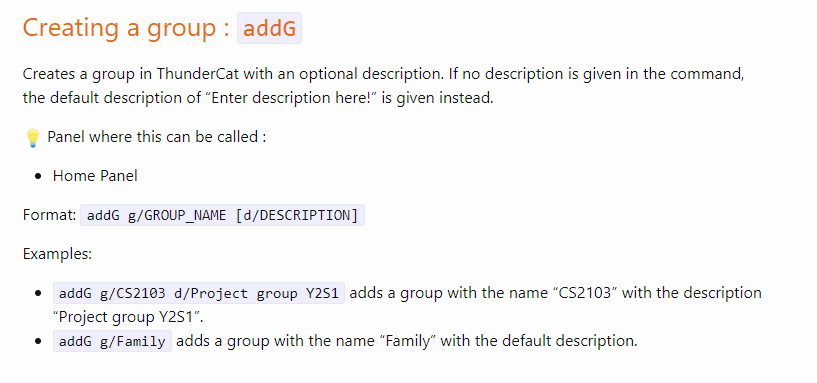 Creating a group : addG
Creates a group in ThunderCat with an optional description. If no description is given in the command,
the default description of “Enter description here!” is given instead.
Panel where this can be called :
• Home Panel
Format: addG g/GROUP_NAME [d/DESCRIPTION]
Examples:
• addG g/CS2103 d/Project group Y2S1 adds a group with the name “CS2103” with the description
“Project group Y2S1”.
• addG g/Family adds a group with the name “Family” with the default description.